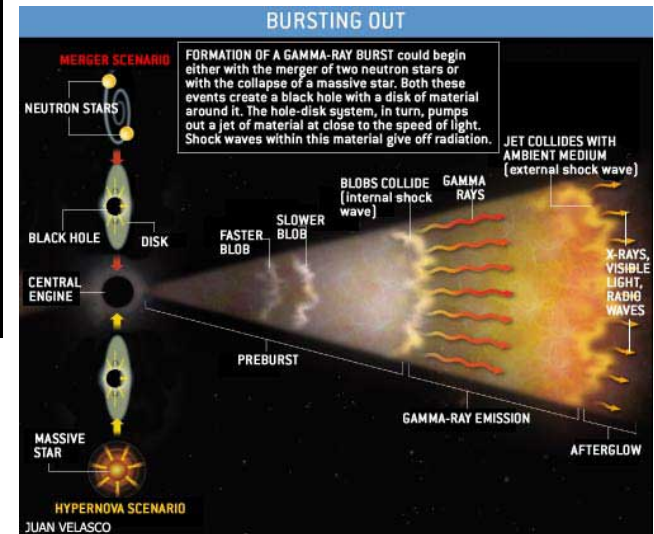 BURSTING OUT
MERGER SCENARIO
NEUTRON STARS
FORMATION OF A GAMMA-RAY BURST could begin
either with the merger of two neutron stars or
with the collapse of a massive star. Both these
events create a black hole with a disk of material
around it. The hole-disk system, in turn, pumps
out a jet of material at close to the speed of light.
Shock waves within this material give off radiation.
BLACK HOLE
DISK
CENTRAL
ENGINE
FASTER
BLOB
SLOWER
BLOB
BLOBS COLLIDE
(internal shock
wave)
GAMMA
RAYS
JET COLLIDES WITH
AMBIENT MEDIUM
(external shock wave)
X-RAYS,
VISIBLE
LIGHT,
RADIO
WAVES
PREBURST
GAMMA-RAY EMISSION
AFTERGLOW
MASSIVE
STAR
HYPERNOVA SCENARIO
JUAN VELASCO